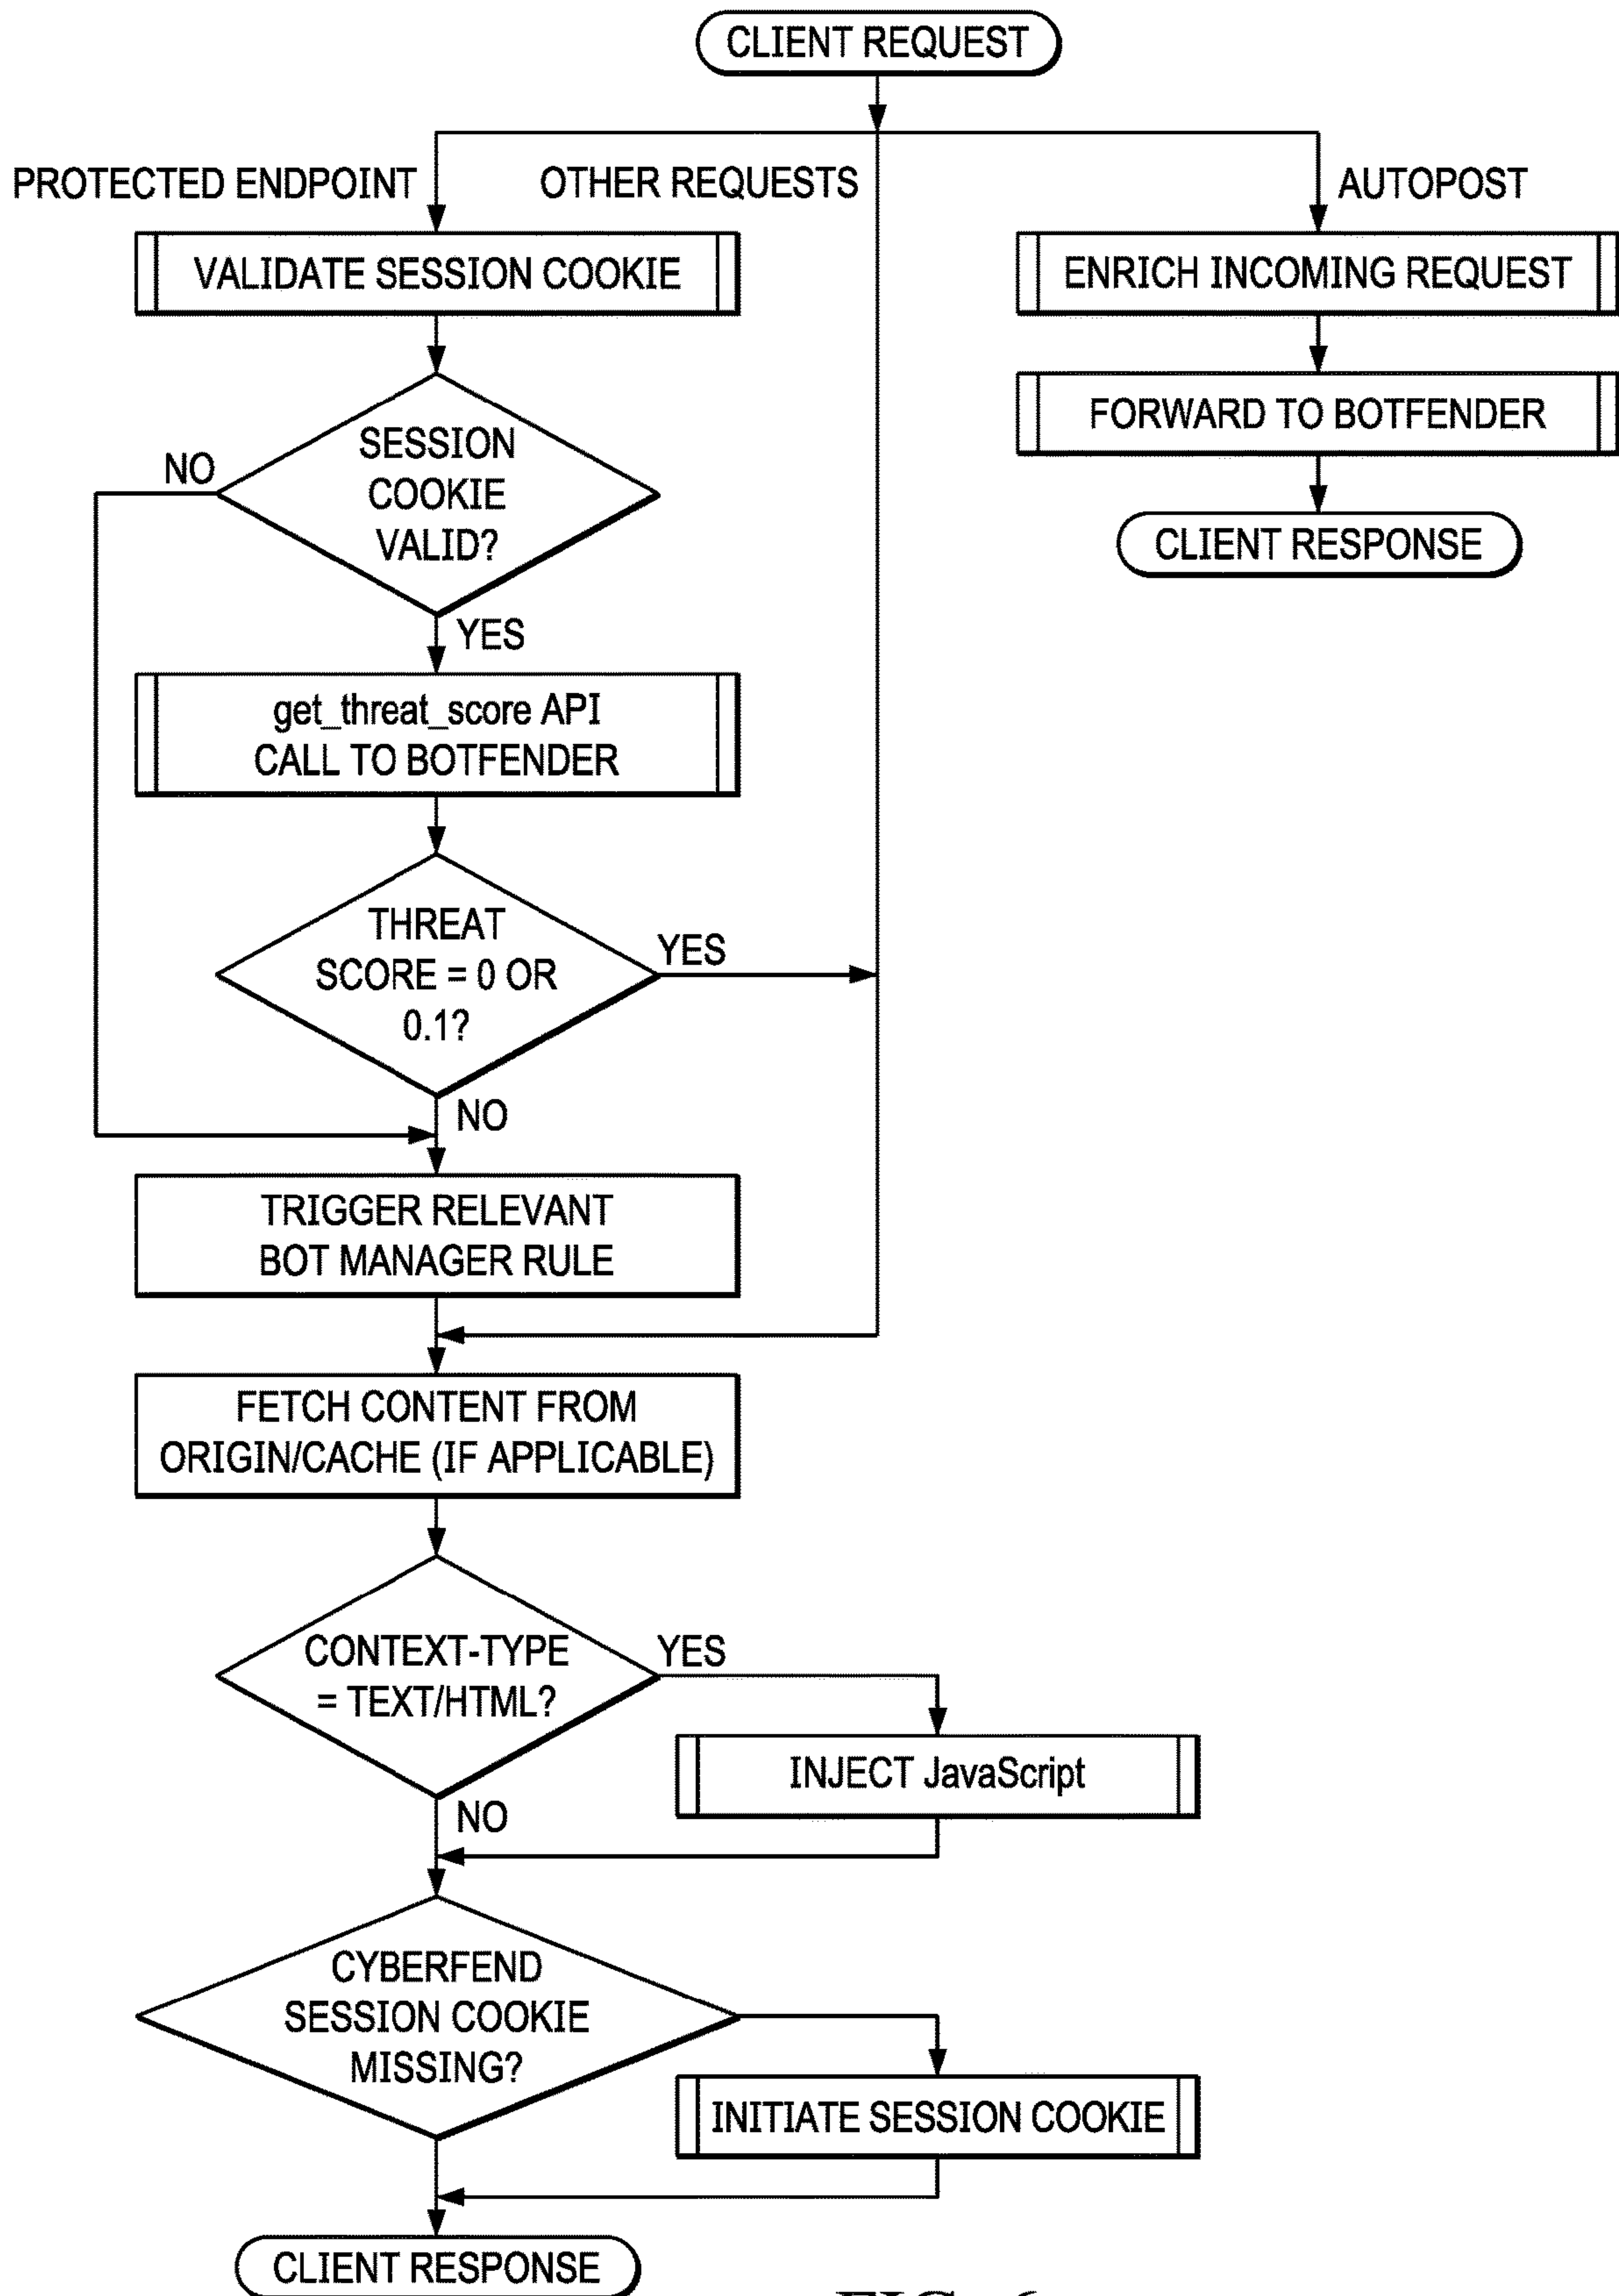 CLIENT REQUEST
PROTECTED ENDPOINT
OTHER REQUESTS
AUTOPOST
VALIDATE SESSION COOKIE
ENRICH INCOMING REQUEST
FORWARD TO BOTFENDER
CLIENT RESPONSE
SESSION
COOKIE
VALID?
NO
YES
get_threat_score API
CALL TO BOTFENDER
THREAT
SCORE = 0 OR
0.1?
YES
NO
TRIGGER RELEVANT
BOT MANAGER RULE
FETCH CONTENT FROM
ORIGIN/CACHE (IF APPLICABLE)
CONTEXT-TYPE
= TEXT/HTML?
YES
INJECT JavaScript
NO
CYBERFEND
SESSION COOKIE
MISSING?
INITIATE SESSION COOKIE
CLIENT RESPONSE